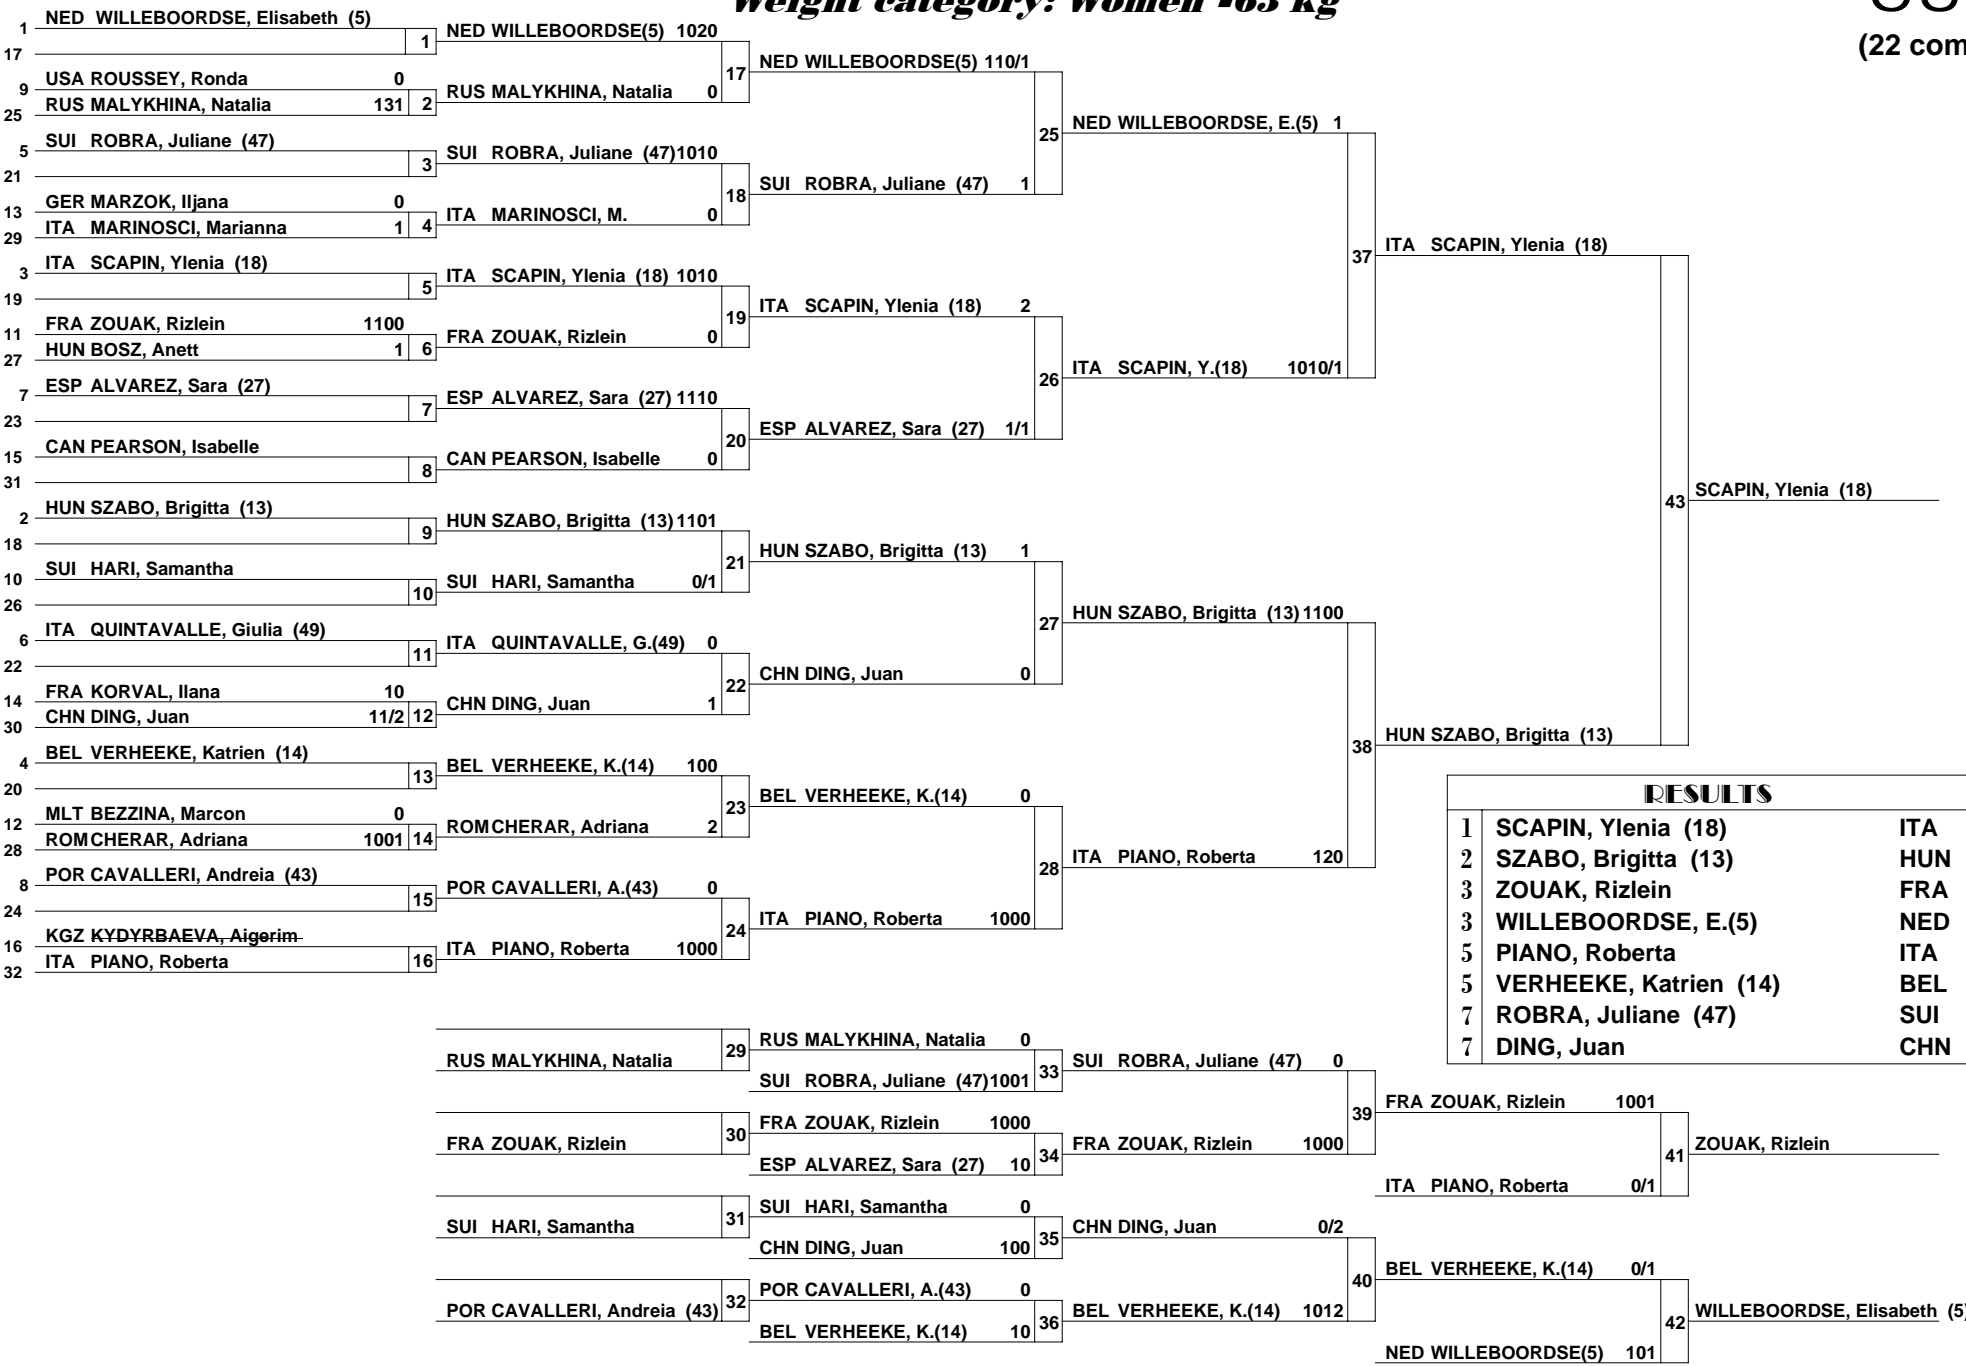 Weight category: Women -63 kg
(22 com
1 NED WILLEBOORDSE, Elisabeth (5)
17
1
9 USA ROUSSEY, Ronda 0
25 RUS MALYKHINA, Natalia 131
2
5 SUI ROBRA, Juliane (47)
21
3
13 GER MARZOK, Iljana 0
29 ITA MARINOSCI, Marianna 1
4
3 ITA SCAPIN, Ylenia (18)
19
5
11 FRA ZOUAK, Rizlein 1100
27 HUN BOSZ, Anett 1
6
7 ESP ALVAREZ, Sara (27)
23
7
15 CAN PEARSON, Isabelle
31
8
2 HUN SZABO, Brigitta (13)
18
9
10 SUI HARI, Samantha
26
10
6 ITA QUINTAVALLE, Giulia (49)
22
11
14 FRA KORVAL, Ilana 10
30 CHN DING, Juan 11/2
12
4 BEL VERHEEKE, Katrien (14)
20
13
12 MLT BEZZINA, Marcon 0
28 ROM CHERAR, Adriana 1001
14
8 POR CAVALLERI, Andreia (43)
24
15
16 KGZ KYDYRBAEVA, Aigerim
32 ITA PIANO, Roberta
16
NED WILLEBOORDSE(5) 1020
17
RUS MALYKHINA, Natalia 0
SUI ROBRA, Juliane (47) 1010
18
ITA MARINOSCI, M. 0
ITA SCAPIN, Ylenia (18) 1010
19
FRA ZOUAK, Rizlein 0
ESP ALVAREZ, Sara (27) 1110
20
CAN PEARSON, Isabelle 0
HUN SZABO, Brigitta (13) 1101
21
SUI HARI, Samantha 0/1
ITA QUINTAVALLE, G.(49) 0
22
CHN DING, Juan 1
BEL VERHEEKE, K.(14) 100
23
ROM CHERAR, Adriana 2
POR CAVALLERI, A.(43) 0
24
ITA PIANO, Roberta 1000
NED WILLEBOORDSE(5) 110/1
25
SUI ROBRA, Juliane (47) 1
ITA SCAPIN, Ylenia (18) 2
26
ESP ALVAREZ, Sara (27) 1/1
HUN SZABO, Brigitta (13) 1
27
CHN DING, Juan 0
BEL VERHEEKE, K.(14) 0
28
ITA PIANO, Roberta 1000
NED WILLEBOORDSE, E.(5) 1
37
ITA SCAPIN, Y.(18) 1010/1
HUN SZABO, Brigitta (13) 1100
38
ITA PIANO, Roberta 120
ITA SCAPIN, Ylenia (18)
43
HUN SZABO, Brigitta (13)
SCAPIN, Ylenia (18)
RESULTS
1 SCAPIN, Ylenia (18) ITA
2 SZABO, Brigitta (13) HUN
3 ZOUAK, Rizlein FRA
3 WILLEBOORDSE, E.(5) NED
5 PIANO, Roberta ITA
5 VERHEEKE, Katrien (14) BEL
7 ROBRA, Juliane (47) SUI
7 DING, Juan CHN
RUS MALYKHINA, Natalia
29
FRA ZOUAK, Rizlein
30
SUI HARI, Samantha
31
POR CAVALLERI, Andreia (43)
32
RUS MALYKHINA, Natalia 0
33
SUI ROBRA, Juliane (47) 1001
FRA ZOUAK, Rizlein 1000
34
ESP ALVAREZ, Sara (27) 10
SUI HARI, Samantha 0
35
CHN DING, Juan 100
POR CAVALLERI, A.(43) 0
36
BEL VERHEEKE, K.(14) 10
SUI ROBRA, Juliane (47) 0
39
FRA ZOUAK, Rizlein 1000
CHN DING, Juan 0/2
40
BEL VERHEEKE, K.(14) 1012
FRA ZOUAK, Rizlein 1001
41
ITA PIANO, Roberta 0/1
BEL VERHEEKE, K.(14) 0/1
42
NED WILLEBOORDSE(5) 101
ZOUAK, Rizlein
WILLEBOORDSE, Elisabeth (5)